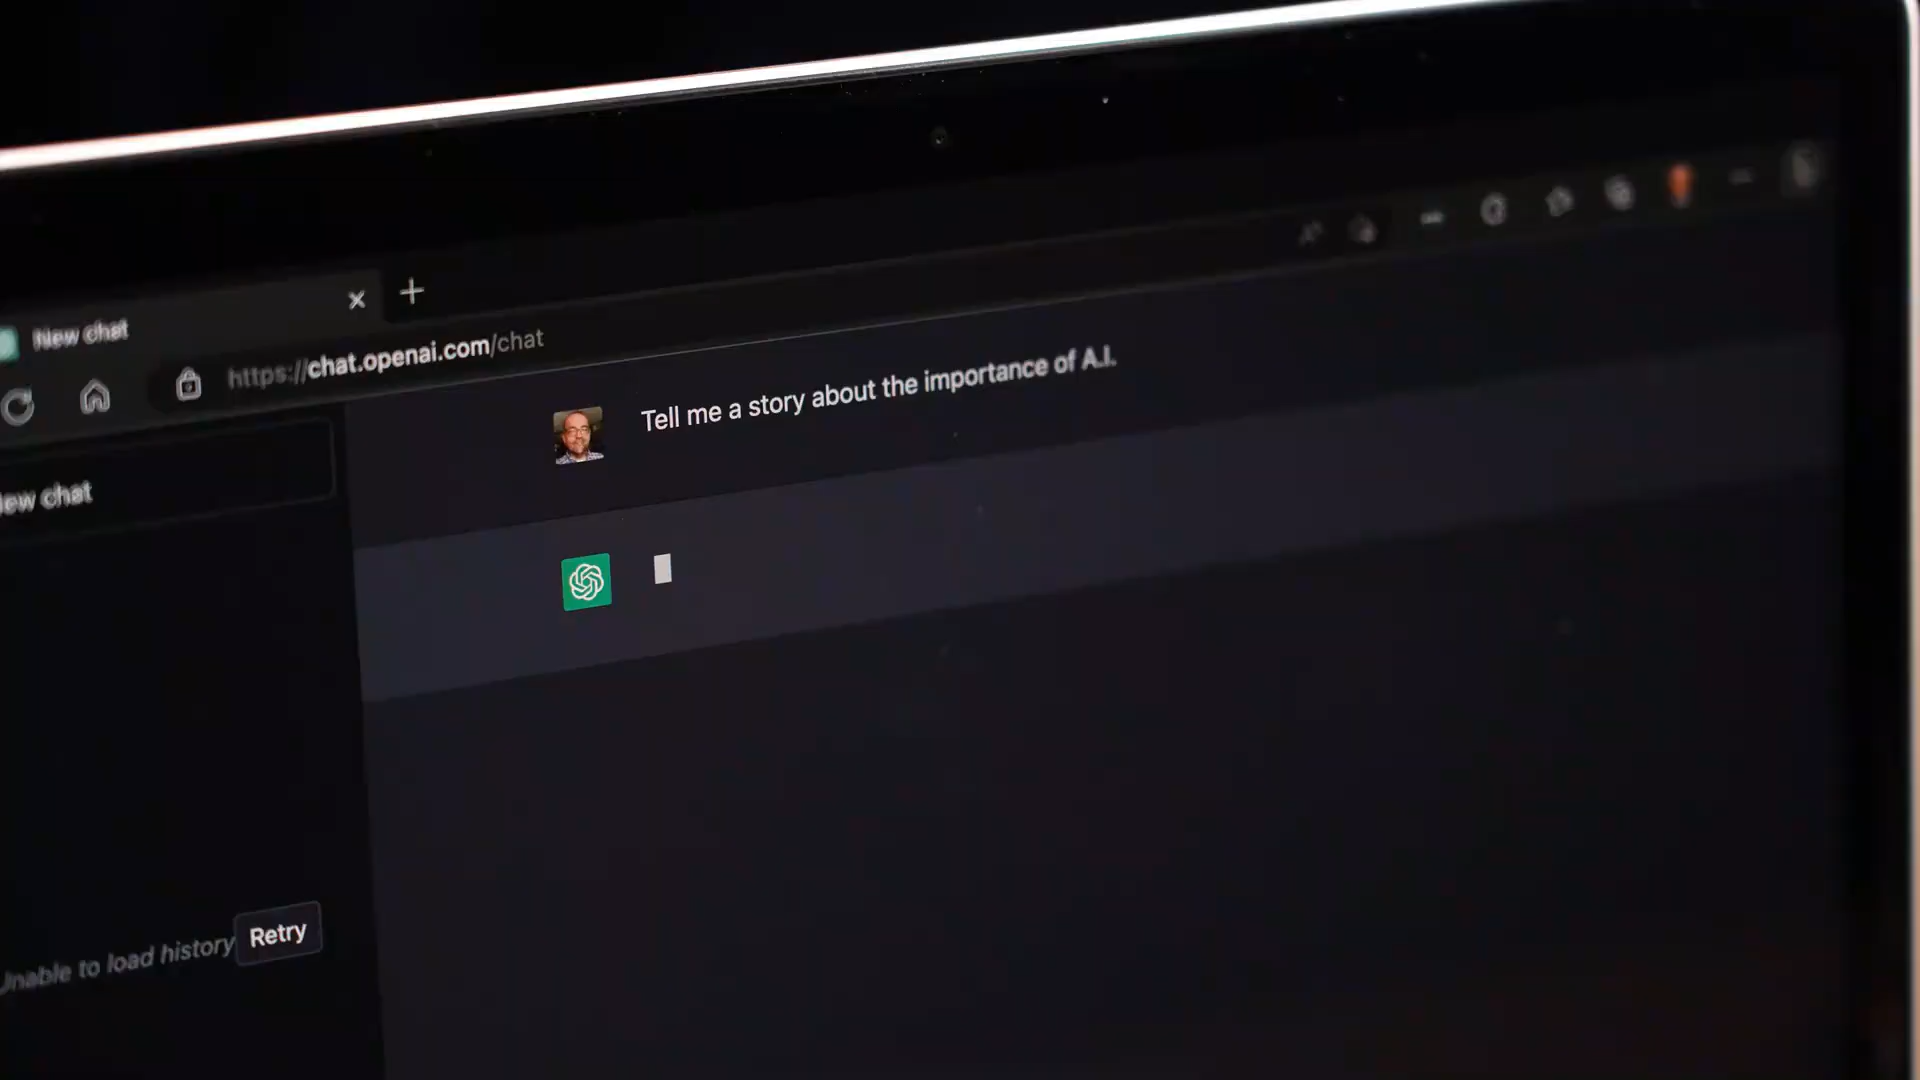 New chat
https://chat.openai.com/chat
Tell me a story about the importance of A.I.
ew chat
Unable to load history
Retry